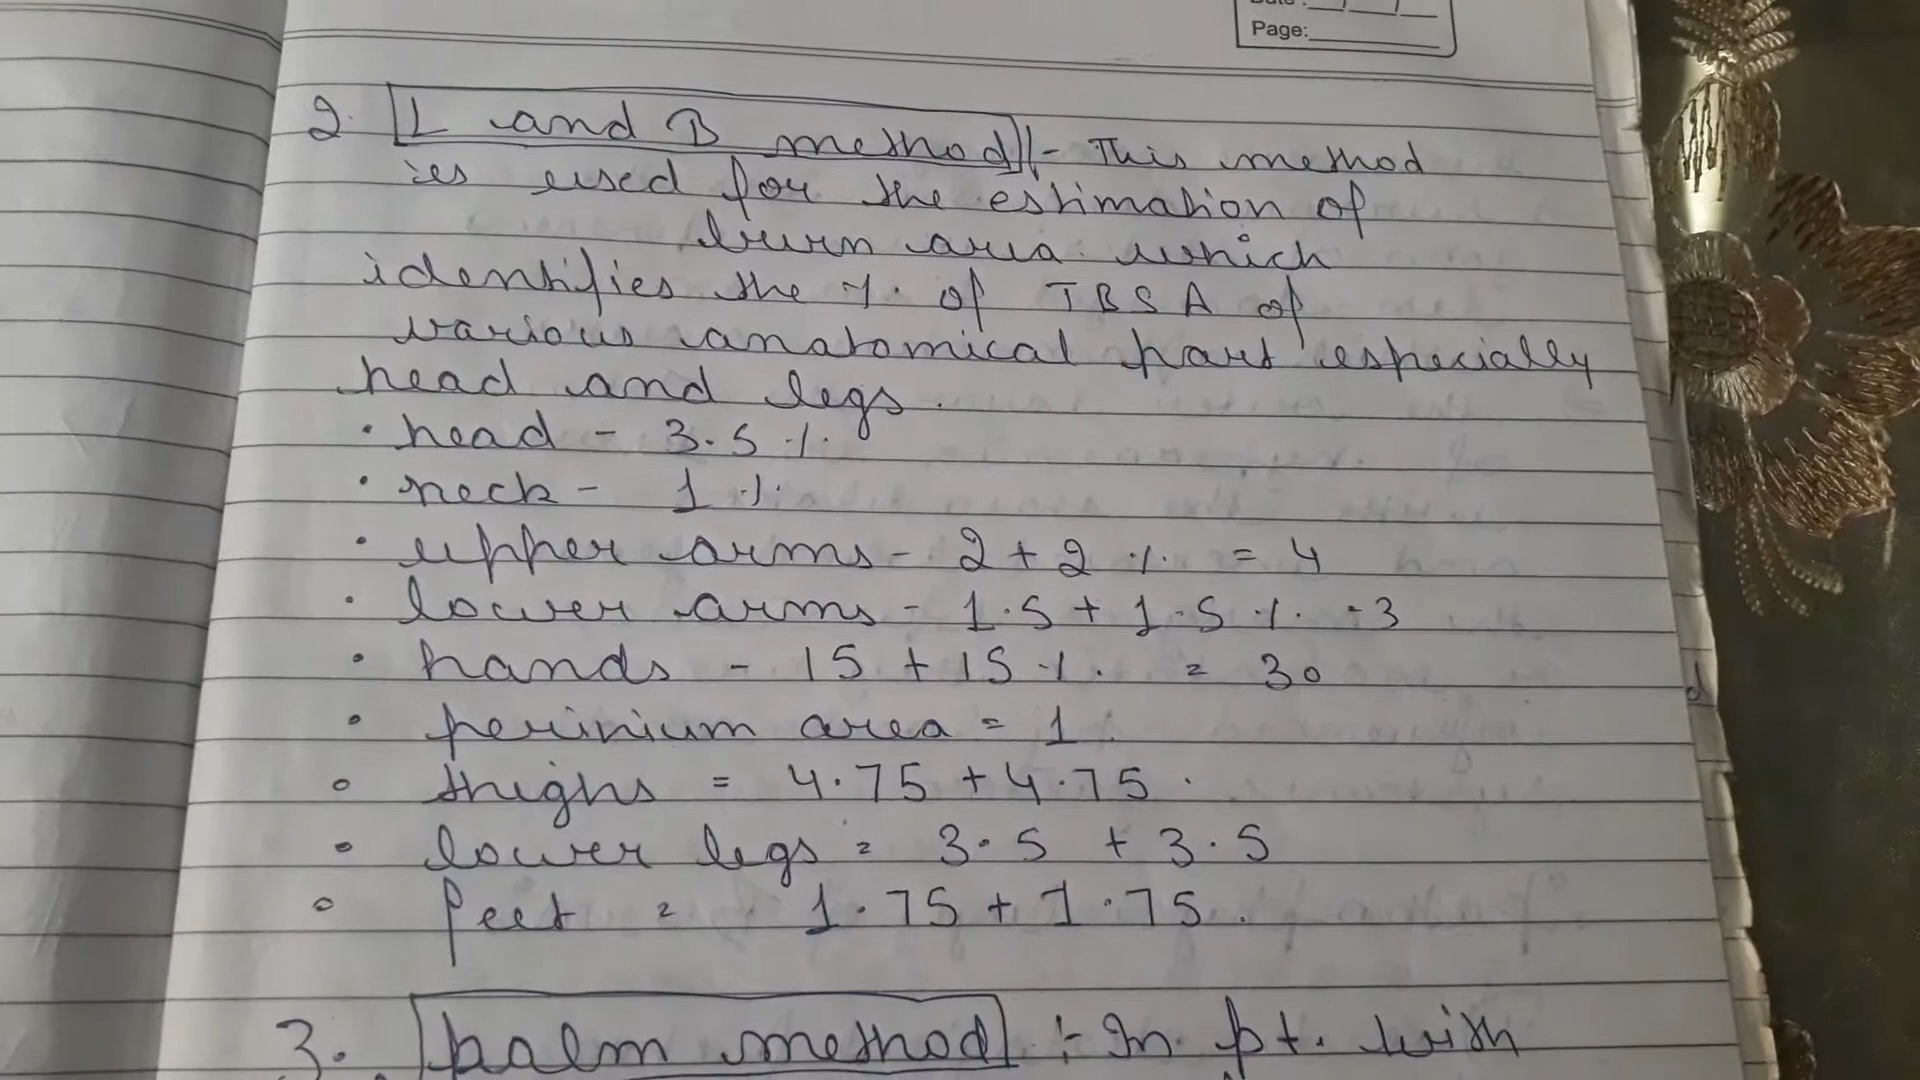 Page:
2. L and B method :- This method
is used for the estimation of
burn area which
identifies the % of TBSA of
various anatomical part especially
head and legs.
• head - 3.5 %.
• neck - 1 %.
• upper arms - 2 + 2 %. = 4
• lower arms - 1.5 + 1.5 %. = 3
• hands - 15 + 15 %. = 30
• perinium area = 1.
• thighs = 4.75 + 4.75.
• lower legs = 3.5 + 3.5
• feet = 1.75 + 1.75.
3. palm method :- In pt. with